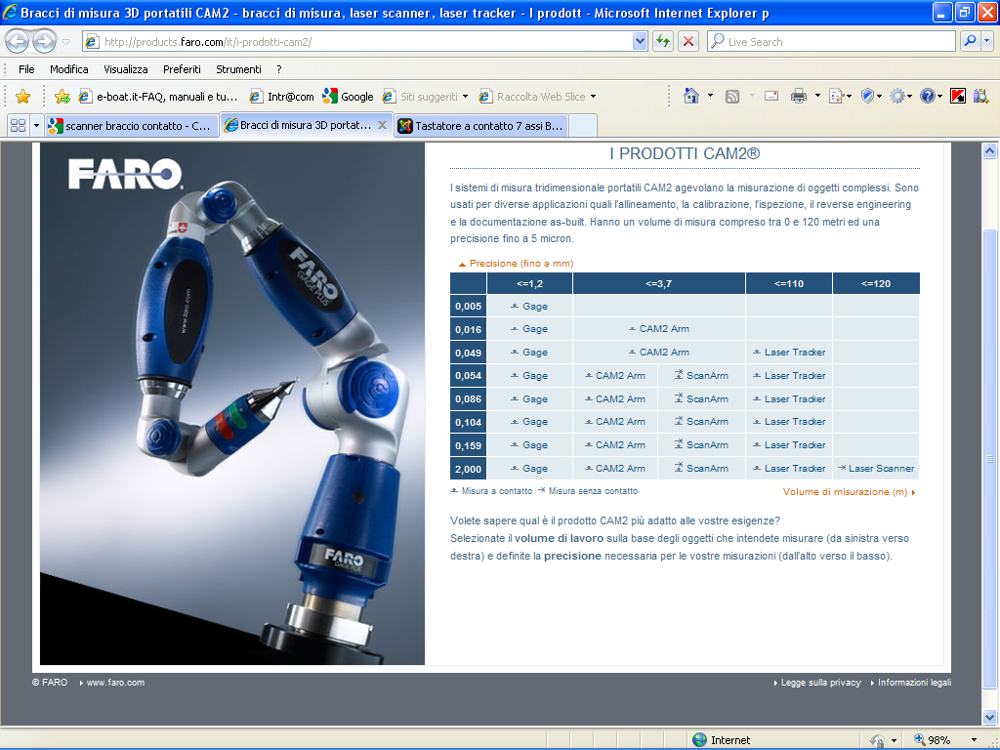 Bracci di misura 3D portatili CAM2 - bracci di misura, laser scanner, laser tracker - I prodott - Microsoft Internet Explorer p
http://products.faro.com/it/i-prodotti-cam2/
Live Search
File Modifica Visualizza Preferiti Strumenti ?
e-boat.it-FAQ, manuali e tu... Intr@com Google Siti suggeriti Raccolta Web Slice
scanner braccio contatto - C... Bracci di misura 3D portat... Tastatore a contatto 7 assi B...
FARO
www.faro.com
FARO
GAGE PLUS
FARO
GAGE PLUS
I PRODOTTI CAM2®
I sistemi di misura tridimensionale portatili CAM2 agevolano la misurazione di oggetti complessi. Sono
usati per diverse applicazioni quali l'allineamento, la calibrazione, l'ispezione, il reverse engineering
e la documentazione as-built. Hanno un volume di misura compreso tra 0 e 120 metri ed una
precisione fino a 5 micron.
Precisione (fino a mm)
<=1,2 <=3,7 <=110 <=120
0,005 Gage
0,016 Gage CAM2 Arm
0,049 Gage CAM2 Arm Laser Tracker
0,054 Gage CAM2 Arm ScanArm Laser Tracker
0,086 Gage CAM2 Arm ScanArm Laser Tracker
0,104 Gage CAM2 Arm ScanArm Laser Tracker
0,159 Gage CAM2 Arm ScanArm Laser Tracker
2,000 Gage CAM2 Arm ScanArm Laser Tracker Laser Scanner
Misura a contatto Misura senza contatto Volume di misurazione (m)
Volete sapere qual è il prodotto CAM2 più adatto alle vostre esigenze?
Selezionate il volume di lavoro sulla base degli oggetti che intendete misurare (da sinistra verso
destra) e definite la precisione necessaria per le vostre misurazioni (dall'alto verso il basso).
© FARO www.faro.com Legge sulla privacy Informazioni legali
Internet 98%